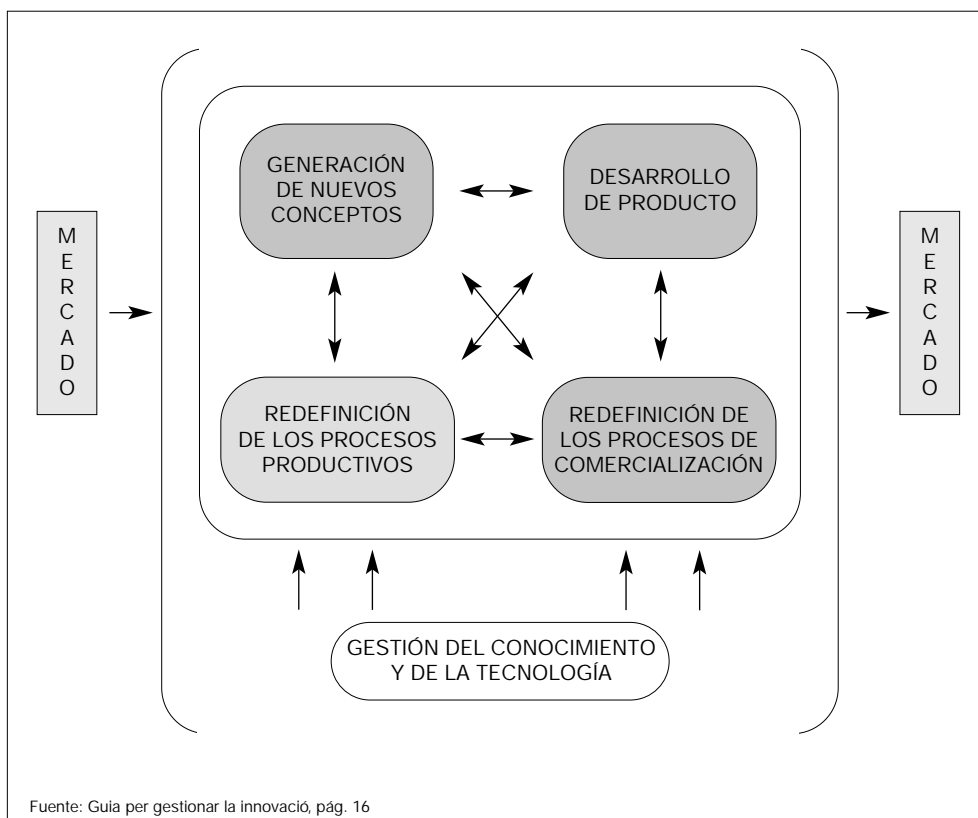 GENERACIÓN
DE NUEVOS
CONCEPTOS
DESARROLLO
DE PRODUCTO
M
E
R
C
A
D
O
M
E
R
C
A
D
O
REDEFINICIÓN
DE LOS PROCESOS
PRODUCTIVOS
REDEFINICIÓN DE
LOS PROCESOS DE
COMERCIALIZACIÓN
GESTIÓN DEL CONOCIMIENTO
Y DE LA TECNOLOGÍA
Fuente: Guia per gestionar la innovació, pág. 16